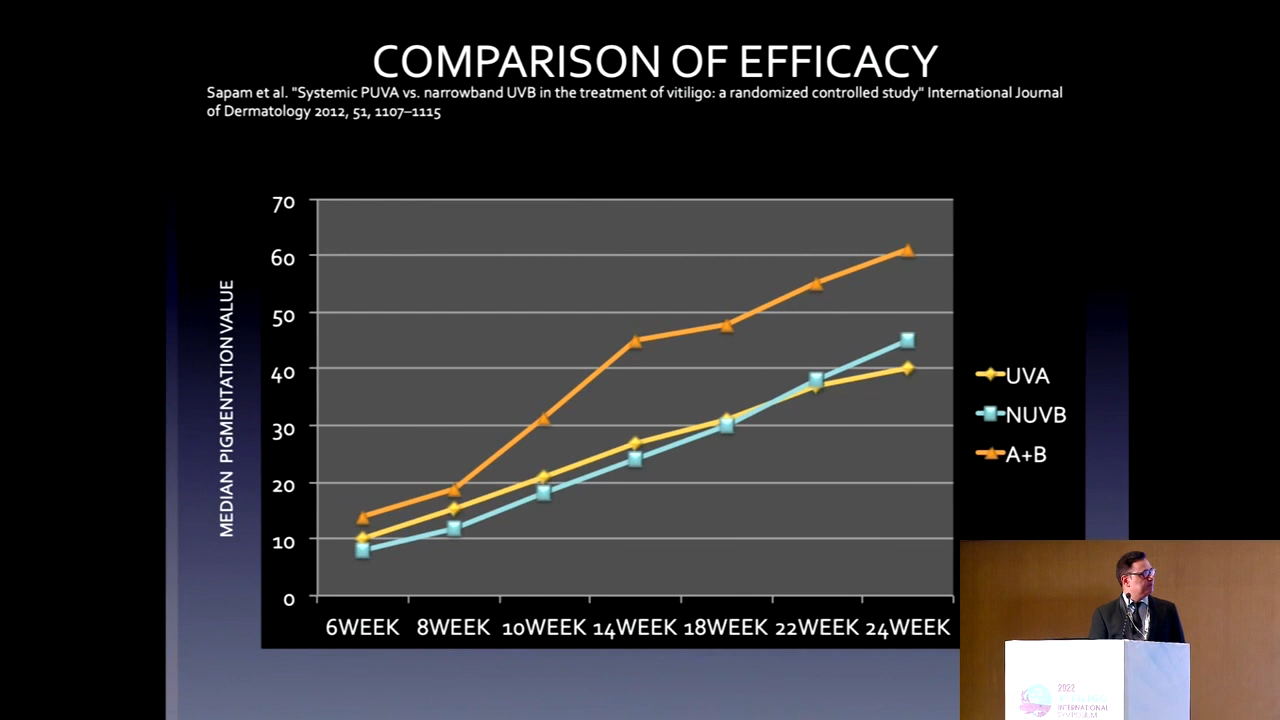 COMPARISON OF EFFICACY
Sapam et al. "Systemic PUVA vs. narrowband UVB in the treatment of vitiligo: a randomized controlled study" International Journal
of Dermatology 2012, 51, 1107–1115
MEDIAN PIGMENTATION VALUE
70
60
50
40
30
20
10
0
6WEEK 8WEEK 10WEEK 14WEEK 18WEEK 22WEEK 24WEEK
UVA
NUVB
A+B
2022
INTERNATIONAL
SYMPOSIUM